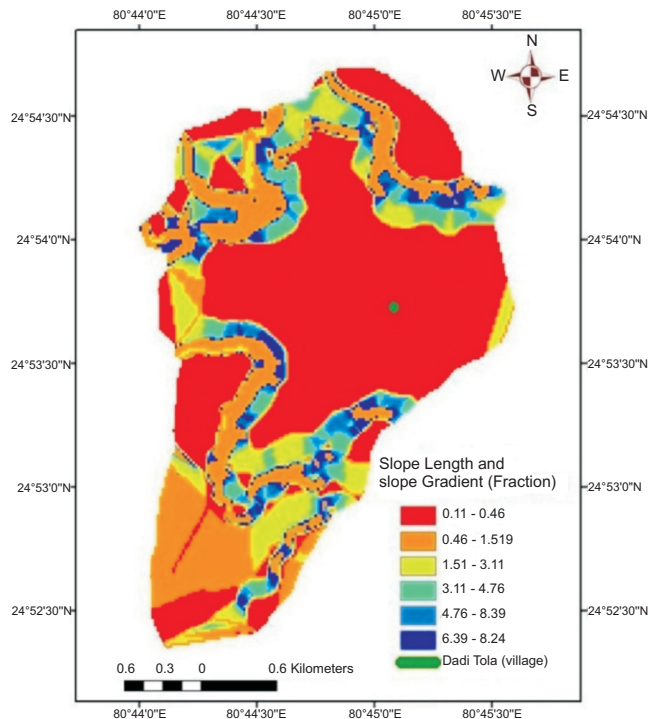 80°44'0"E 80°44'30"E 80°45'0"E 80°45'30"E
N
W E
S
24°54'30"N 24°54'30"N
24°54'0"N 24°54'0"N
24°53'30"N 24°53'30"N
24°53'0"N 24°53'0"N
24°52'30"N 24°52'30"N
Slope Length and
slope Gradient (Fraction)
0.11 - 0.46
0.46 - 1.519
1.51 - 3.11
3.11 - 4.76
4.76 - 8.39
6.39 - 8.24
Dadi Tola (village)
0.6 0.3 0 0.6 Kilometers
80°44'0"E 80°44'30"E 80°45'0"E 80°45'30"E